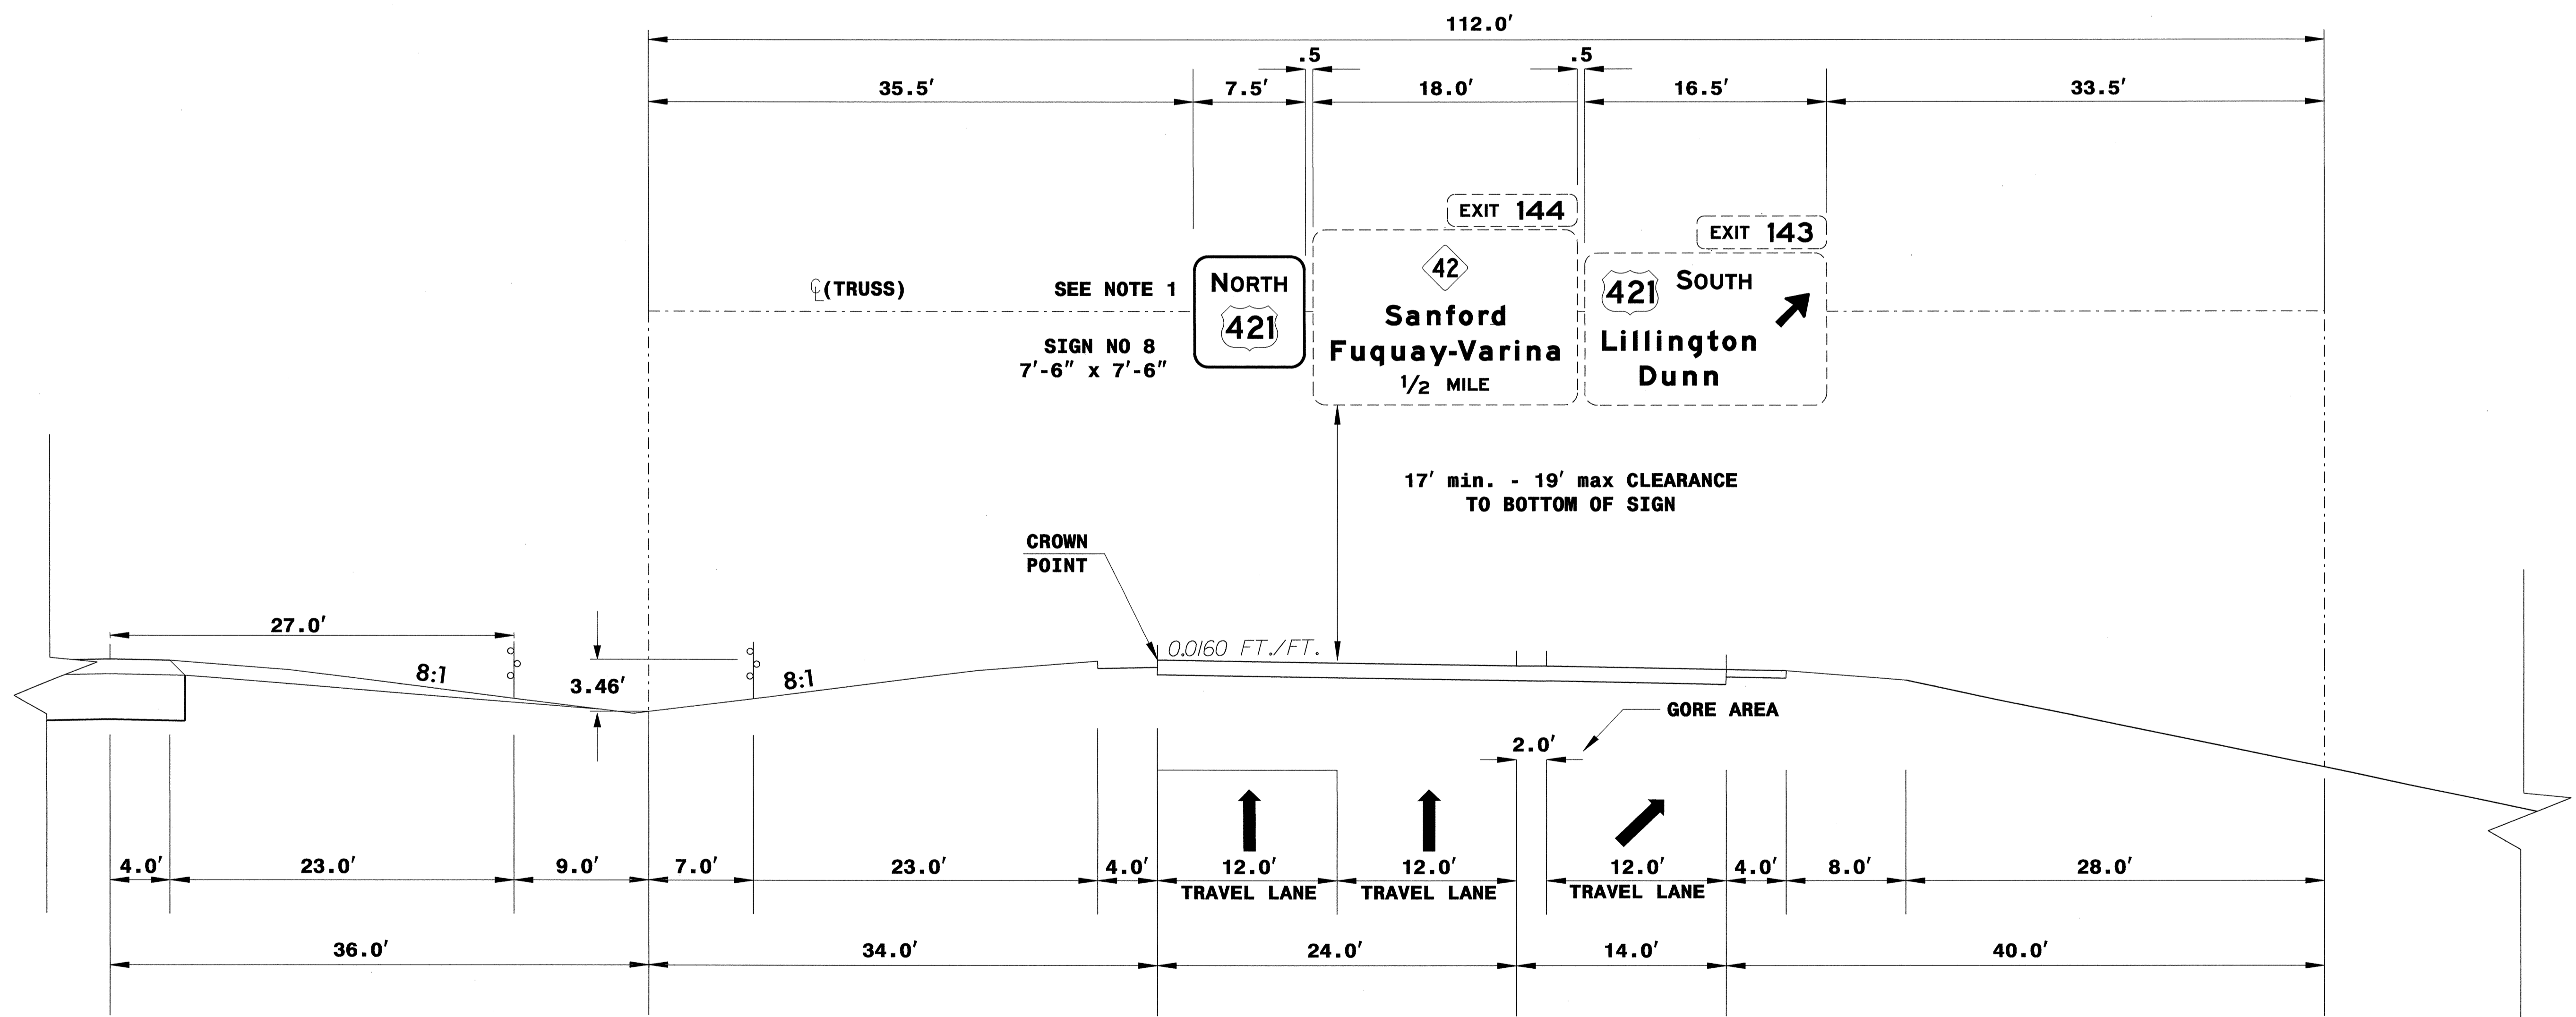 112.0'
.5
.5
35.5'
7.5'
18.0'
16.5'
33.5'
EXIT 144
EXIT 143
℄(TRUSS)
SEE NOTE 1
SIGN NO 8
7'-6" x 7'-6"
NORTH
421
42
Sanford
Fuquay-Varina
1/2 MILE
421 SOUTH
Lillington
Dunn
17' min. - 19' max CLEARANCE
TO BOTTOM OF SIGN
CROWN
POINT
27.0'
0.0160 FT./FT.
8:1
3.46'
8:1
GORE AREA
2.0'
4.0'
23.0'
9.0'
7.0'
23.0'
4.0'
12.0'
TRAVEL LANE
12.0'
TRAVEL LANE
12.0'
TRAVEL LANE
4.0'
8.0'
28.0'
36.0'
34.0'
24.0'
14.0'
40.0'